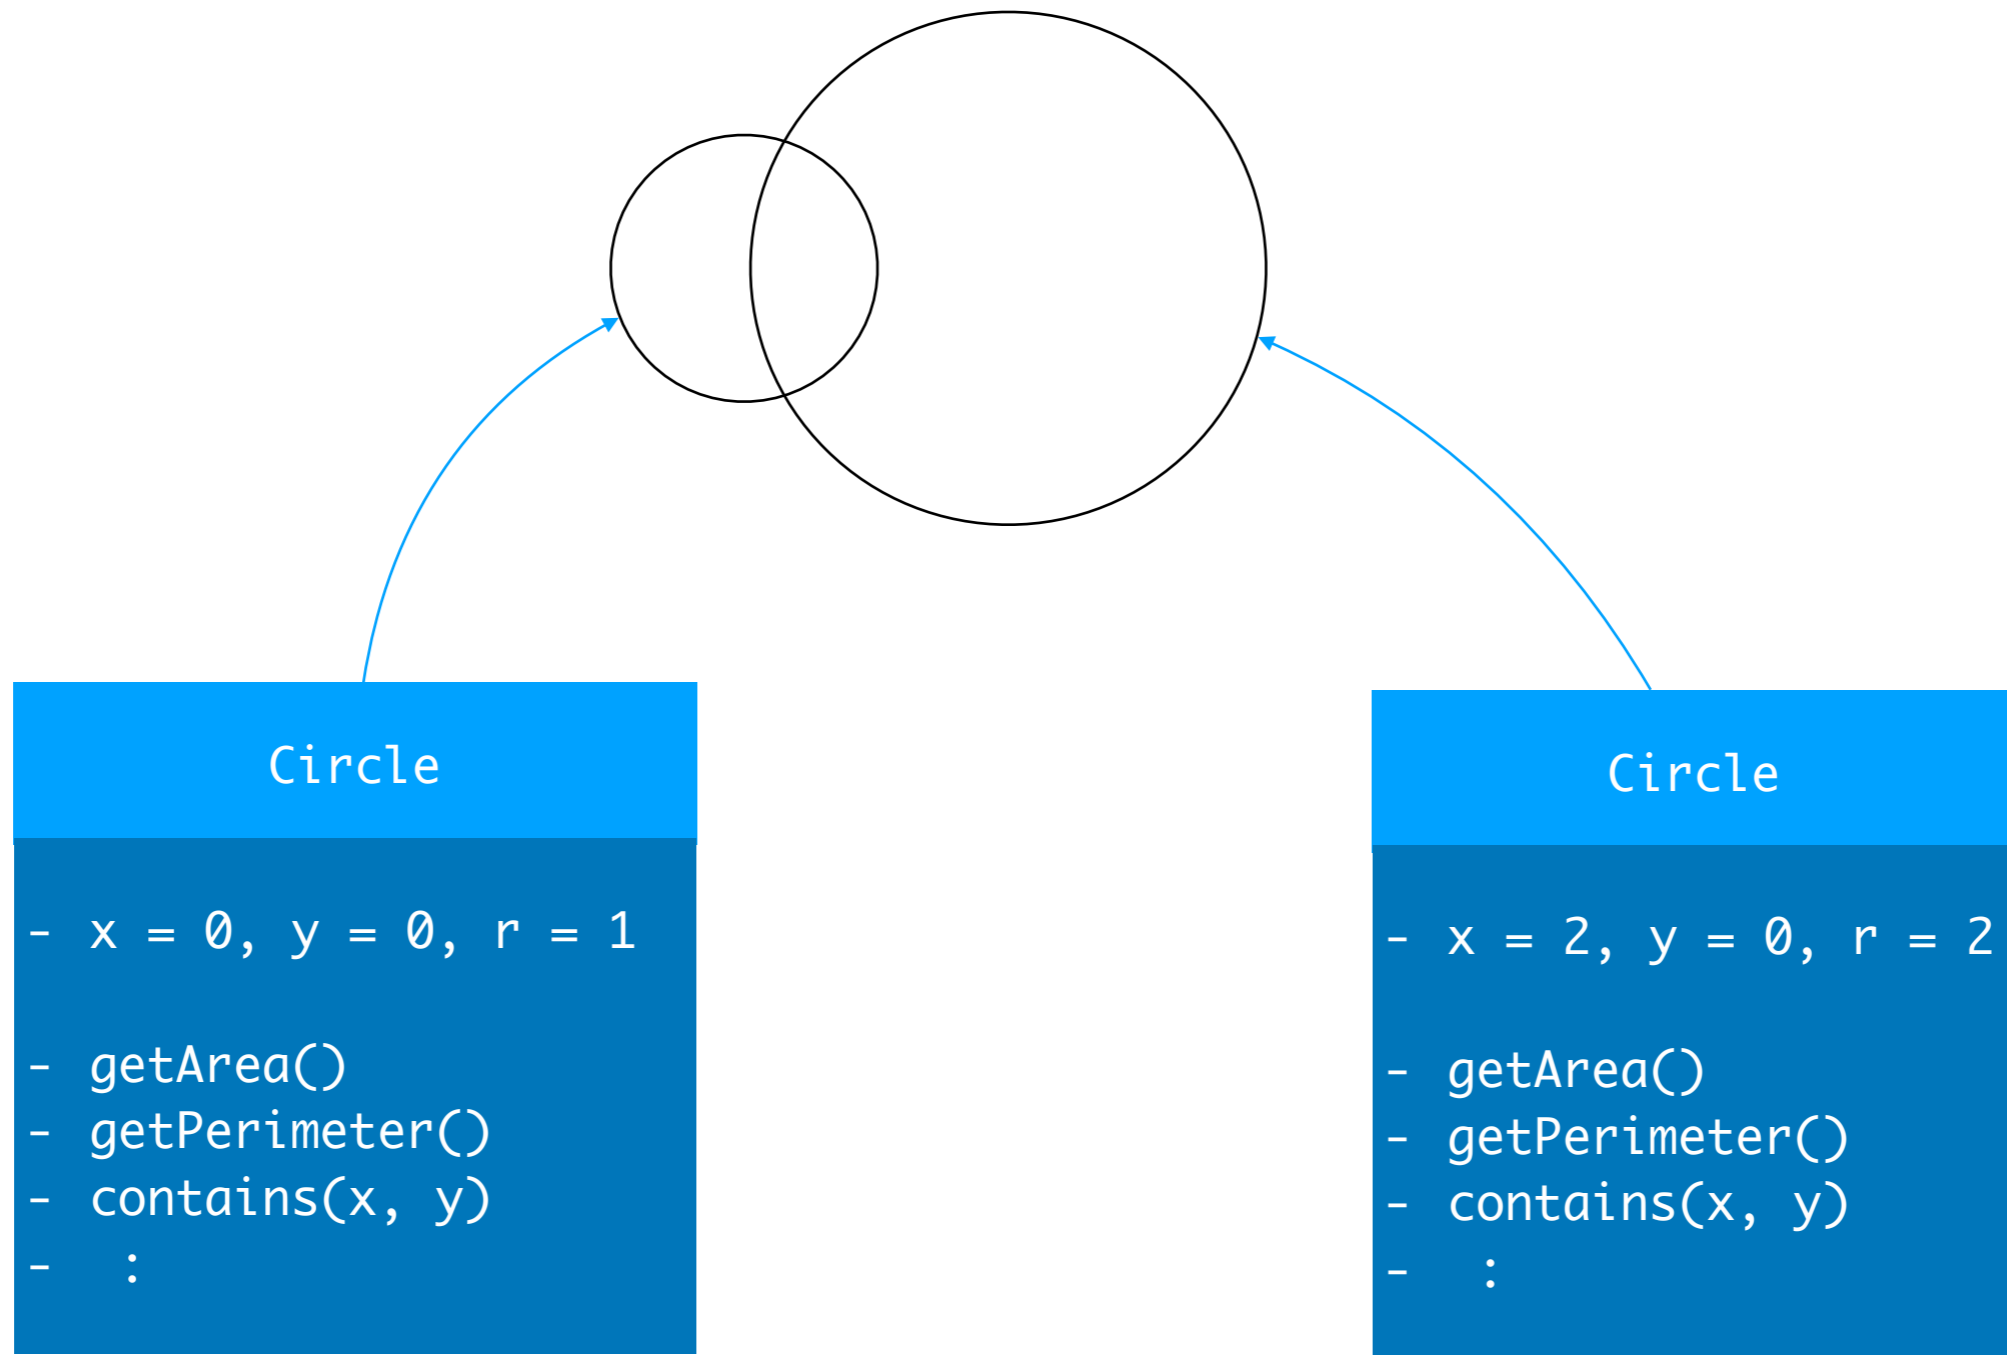 Circle
- x = 0, y = 0, r = 1
- getArea()
- getPerimeter()
- contains(x, y)
- :
Circle
- x = 2, y = 0, r = 2
- getArea()
- getPerimeter()
- contains(x, y)
- :